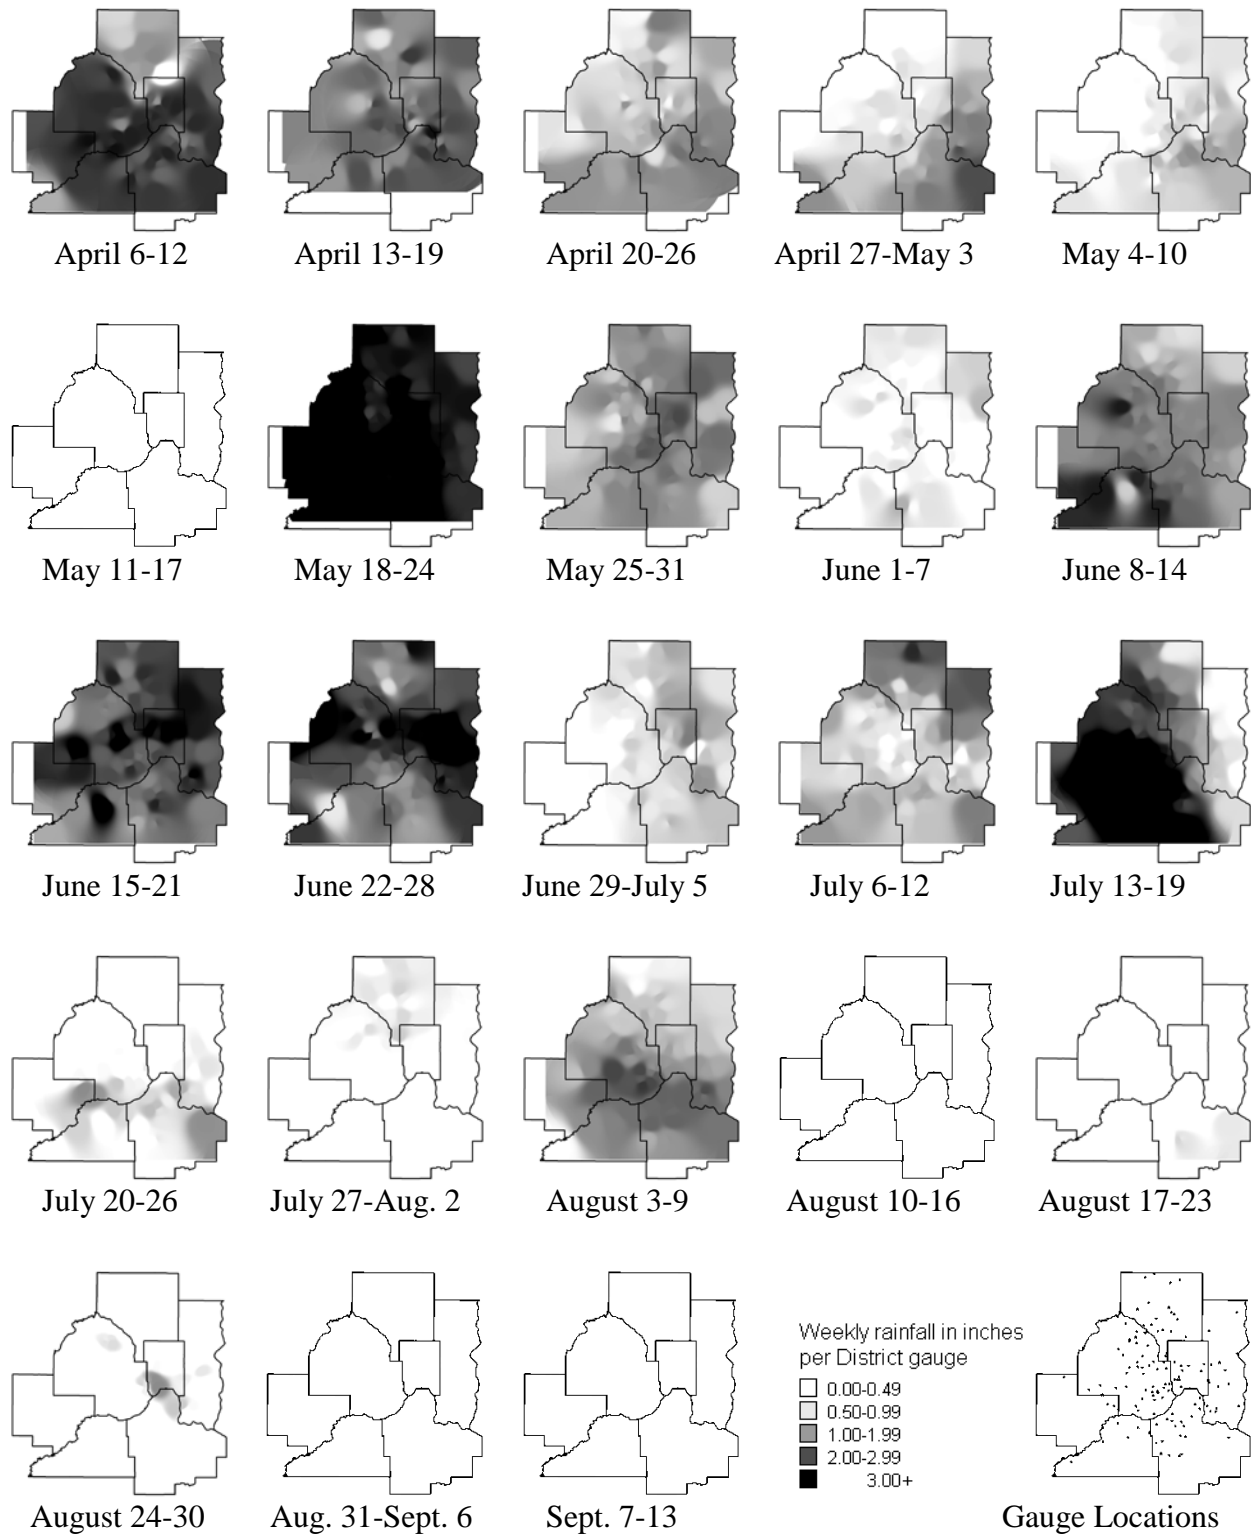 April 6-12
April 13-19
April 20-26
April 27-May 3
May 4-10
May 11-17
May 18-24
May 25-31
June 1-7
June 8-14
June 15-21
June 22-28
June 29-July 5
July 6-12
July 13-19
July 20-26
July 27-Aug. 2
August 3-9
August 10-16
August 17-23
Weekly rainfall in inches
per District gauge
0.00-0.49
0.50-0.99
1.00-1.99
2.00-2.99
3.00+
August 24-30
Aug. 31-Sept. 6
Sept. 7-13
Gauge Locations